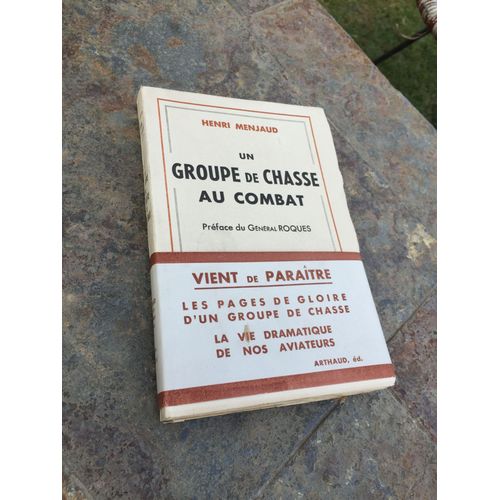 HENRI MENJAUD
UN
GROUPE DE CHASSE
AU COMBAT
Préface du GÉNÉRAL ROQUES
VIENT DE PARAÎTRE
LES PAGES DE GLOIRE
D'UN GROUPE DE CHASSE
LA VIE DRAMATIQUE
DE NOS AVIATEURS
ARTHAUD, éd.